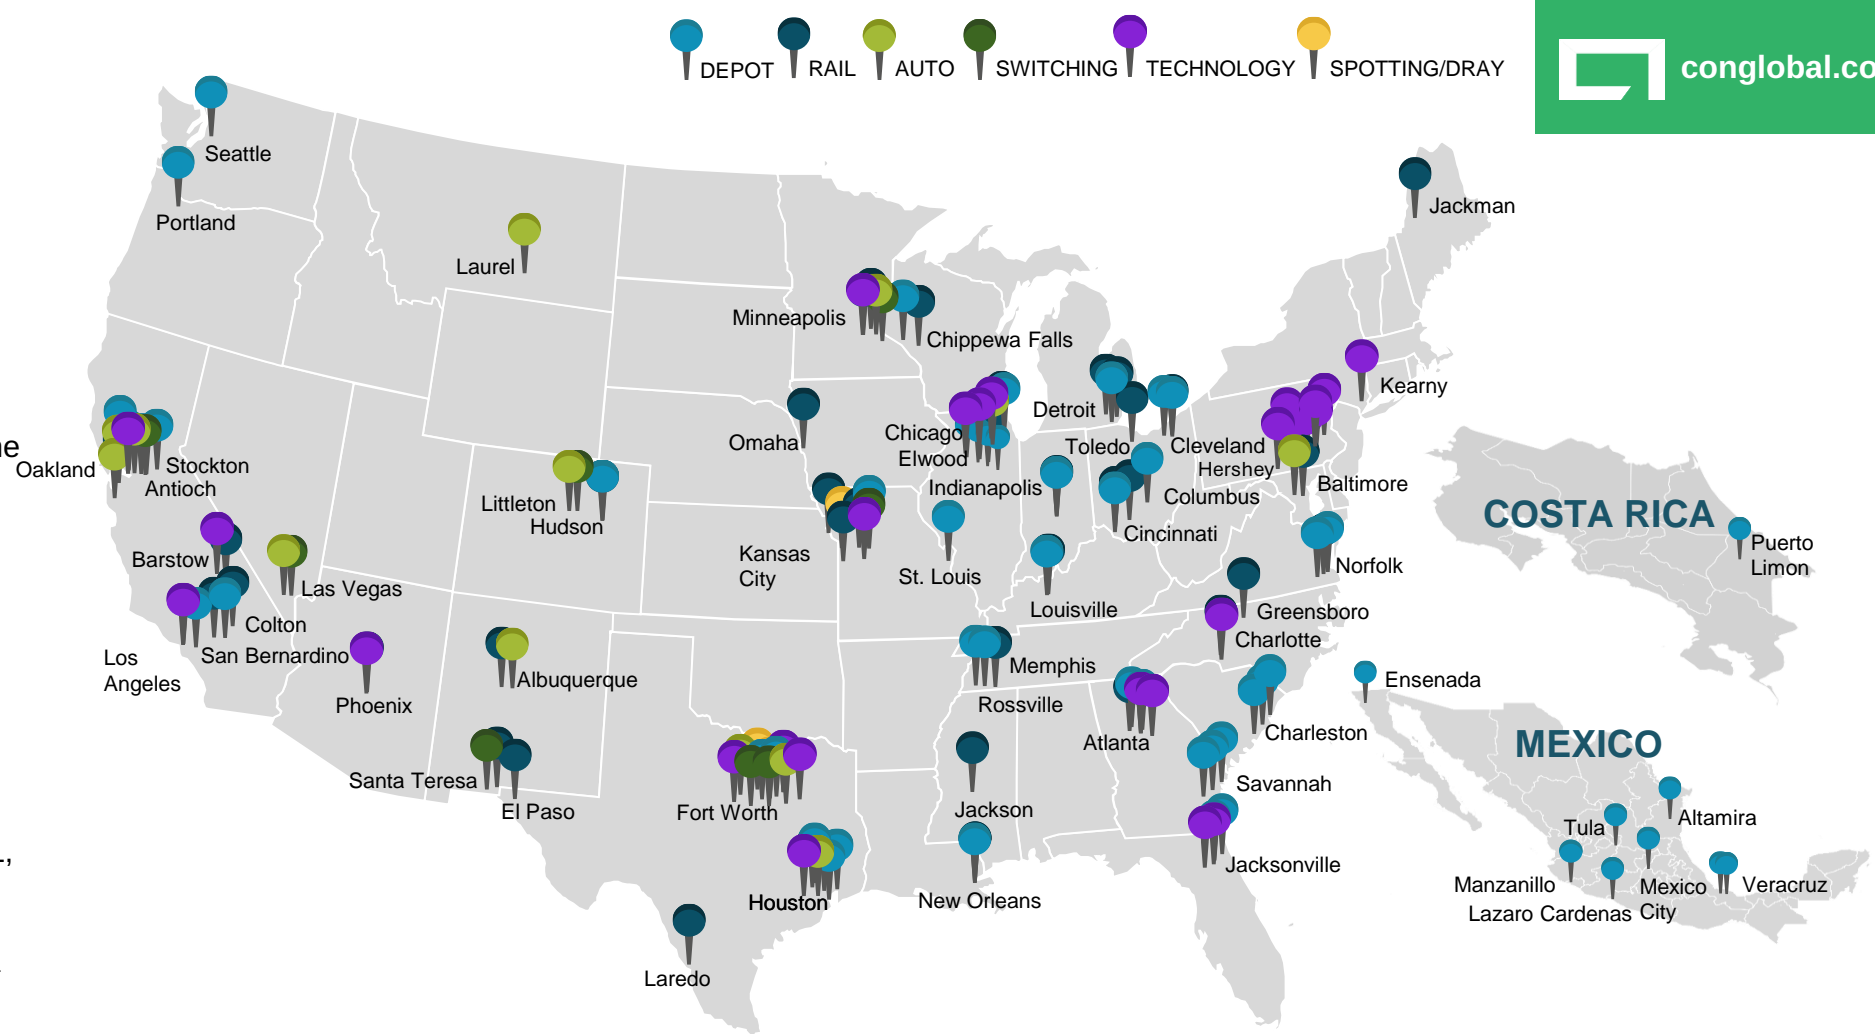 DEPOT
RAIL
AUTO
SWITCHING
TECHNOLOGY
SPOTTING/DRAY
conglobal.co
Seattle
Portland
Laurel
Jackman
Minneapolis
Chippewa Falls
Kearny
Detroit
Omaha
Chicago
Toledo
Cleveland
Elwood
Hershey
ne
Oakland
Stockton
Antioch
Indianapolis
Columbus
Baltimore
Littleton
Hudson
Cincinnati
COSTA RICA
Puerto
Limon
Barstow
Kansas
City
St. Louis
Norfolk
Las Vegas
Louisville
Greensboro
Colton
Charlotte
San Bernardino
Los
Angeles
Memphis
Albuquerque
Ensenada
Phoenix
Rossville
Charleston
Atlanta
MEXICO
Santa Teresa
Savannah
El Paso
Fort Worth
Jackson
Altamira
Tula
Jacksonville
Manzanillo
Mexico
City
Veracruz
Houston
New Orleans
Lazaro Cardenas
Laredo